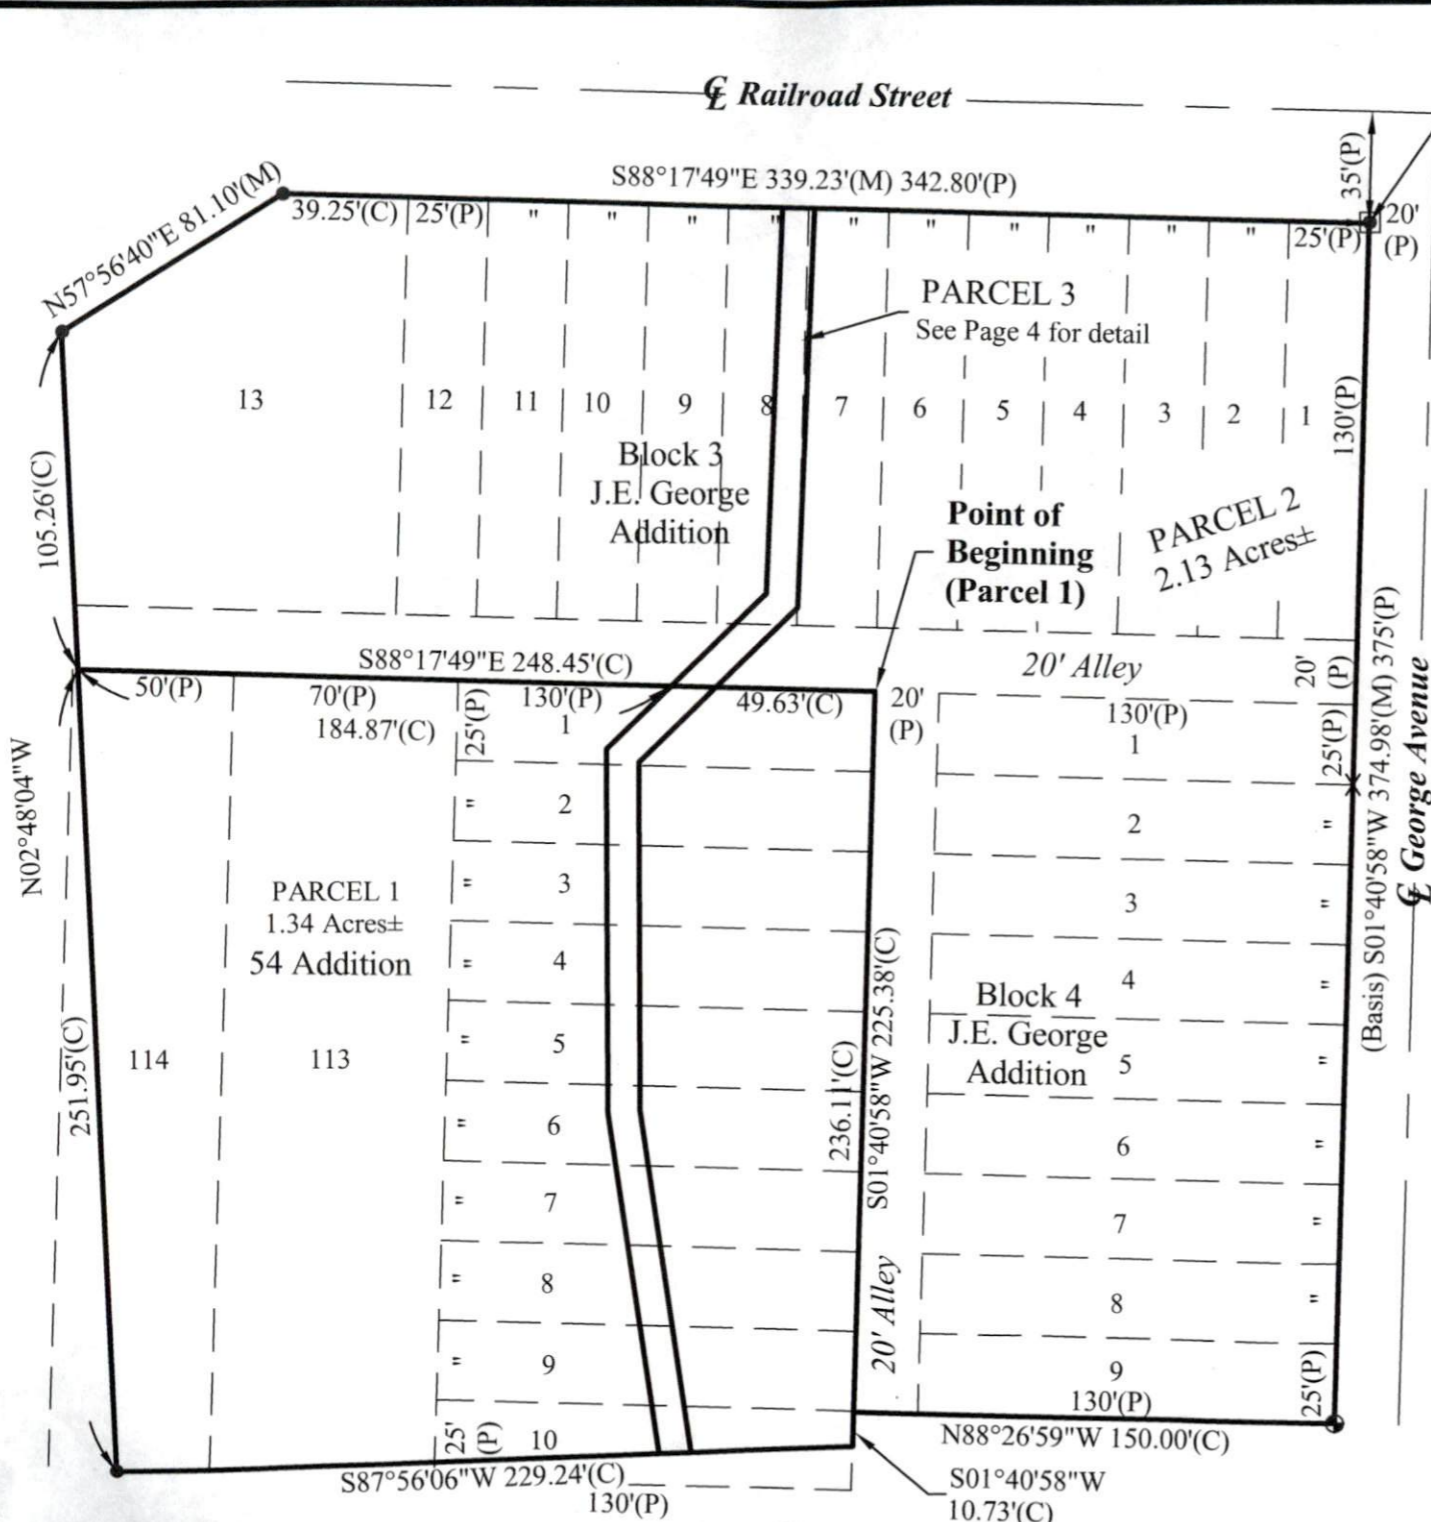 ℄ Railroad Street
35'(P)
S88°17'49"E 339.23'(M) 342.80'(P)
N57°56'40"E 81.10'(M)
39.25'(C) 25'(P) " " " " " " " " " " 25'(P)
20'
(P)
PARCEL 3
See Page 4 for detail
13 12 11 10 9 8 7 6 5 4 3 2 1
130'(P)
Block 3
J.E. George
Addition
105.26'(C)
Point of
Beginning
(Parcel 1)
PARCEL 2
2.13 Acres±
S88°17'49"E 248.45'(C)
20' Alley
20'
(P)
50'(P) 70'(P) 130'(P) 49.63'(C)
184.87'(C)
25'(P)
20'
(P)
130'(P)
25'(P)
N02°48'04"W
251.95'(C)
(Basis) S01°40'58"W 374.98'(M) 375'(P)
℄ George Avenue
1
" 2
" 3
" 4
" 5
" 6
" 7
" 8
" 9
25'
(P)
10
PARCEL 1
1.34 Acres±
54 Addition
114 113
236.11'(C)
S01°40'58"W 225.38'(C)
20' Alley
1
2 "
3 "
4 "
Block 4
J.E. George
Addition
5 "
6 "
7 "
8 "
9
25'(P)
130'(P)
N88°26'59"W 150.00'(C)
S87°56'06"W 229.24'(C)
130'(P)
S01°40'58"W
10.73'(C)